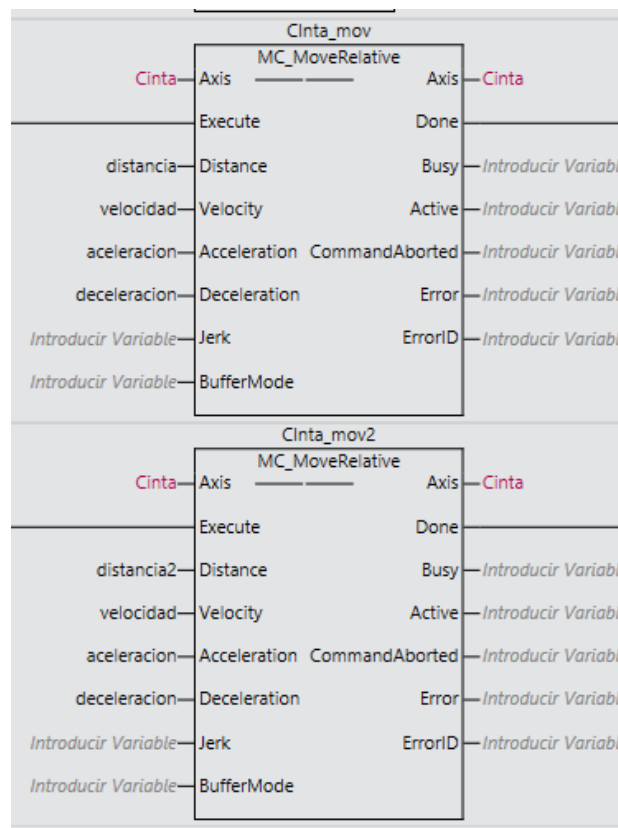 CInta_mov
MC_MoveRelative
Cinta Axis Axis Cinta
Execute Done
distancia Distance Busy Introducir Variabl
velocidad Velocity Active Introducir Variabl
aceleracion Acceleration CommandAborted Introducir Variabl
deceleracion Deceleration Error Introducir Variabl
Introducir Variable Jerk ErrorID Introducir Variabl
Introducir Variable BufferMode
CInta_mov2
MC_MoveRelative
Cinta Axis Axis Cinta
Execute Done
distancia2 Distance Busy Introducir Variabl
velocidad Velocity Active Introducir Variabl
aceleracion Acceleration CommandAborted Introducir Variabl
deceleracion Deceleration Error Introducir Variabl
Introducir Variable Jerk ErrorID Introducir Variabl
Introducir Variable BufferMode